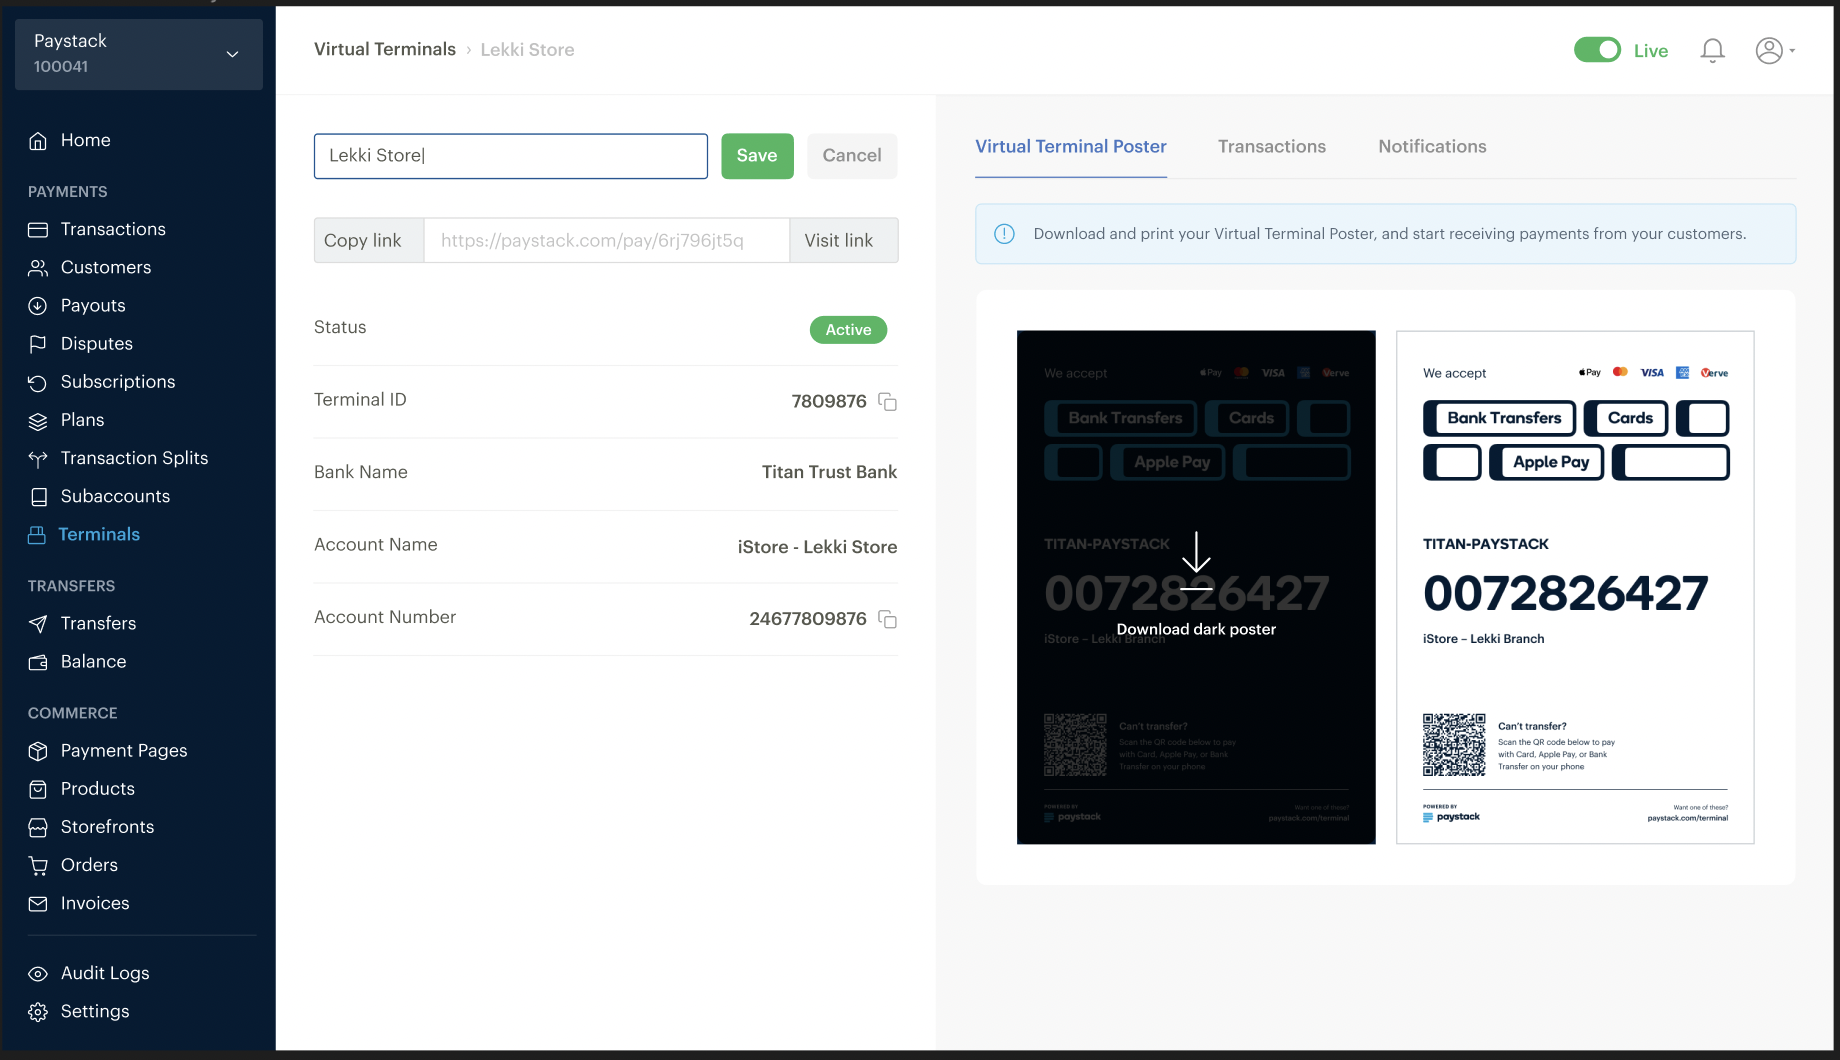 Paystack
100041
Home
PAYMENTS
Transactions
Customers
Payouts
Disputes
Subscriptions
Plans
Transaction Splits
Subaccounts
Terminals
TRANSFERS
Transfers
Balance
COMMERCE
Payment Pages
Products
Storefronts
Orders
Invoices
Audit Logs
Settings
Virtual Terminals › Lekki Store
Live
Lekki Store
Save
Cancel
Copy link
https://paystack.com/pay/6rj796jt5q
Visit link
Status
Active
Terminal ID
7809876
Bank Name
Titan Trust Bank
Account Name
iStore - Lekki Store
Account Number
24677809876
Virtual Terminal Poster
Transactions
Notifications
Download and print your Virtual Terminal Poster, and start receiving payments from your customers.
We accept
Pay VISA Verve
Bank Transfers
Cards
Apple Pay
TITAN-PAYSTACK
0072826427
Download dark poster
iStore – Lekki Branch
Can't transfer?
Scan the QR code below to pay
with Card, Apple Pay, or Bank
Transfer on your phone
POWERED BY
paystack
Want one of these?
paystack.com/terminal
We accept
Pay VISA Verve
Bank Transfers
Cards
Apple Pay
TITAN-PAYSTACK
0072826427
iStore – Lekki Branch
Can't transfer?
Scan the QR code below to pay
with Card, Apple Pay, or Bank
Transfer on your phone
POWERED BY
paystack
Want one of these?
paystack.com/terminal